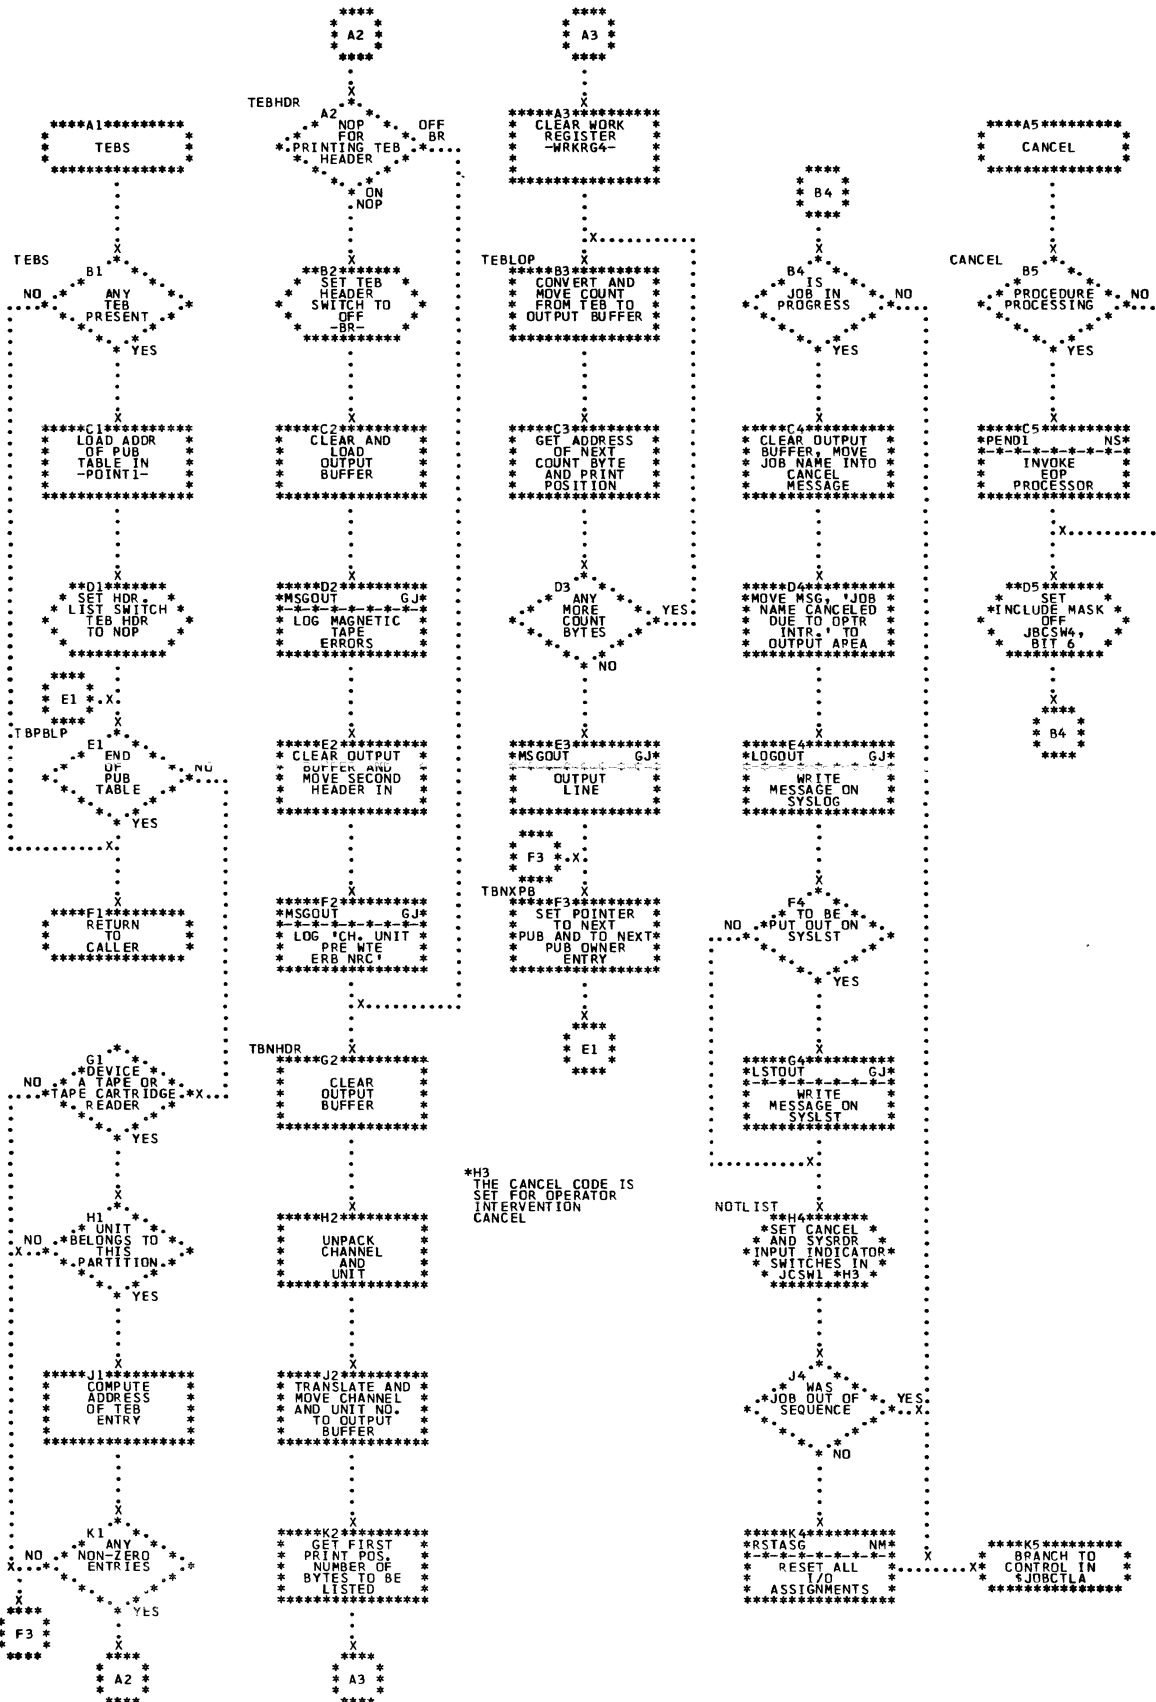 A1
TEBS
TEBS
B1
ANY
TEB
PRESENT
NO
YES
C1
LOAD ADDR
OF PUB
TABLE IN
-POINT1-
D1
SET HDR.
LIST SWITCH
TEB HDR
TO NOP
E1
TBPBLP
E1
END
OF
PUB
TABLE
NO
YES
F1
RETURN
TO
CALLER
G1
DEVICE
A TAPE OR
TAPE CARTRIDGE
READER
NO
YES
H1
UNIT
BELONGS TO
THIS
PARTITION
NO
YES
J1
COMPUTE
ADDRESS
OF TEB
ENTRY
K1
ANY
NON-ZERO
ENTRIES
NO
YES
F3
A2
A2
TEBHDR
A2
NOP
FOR
PRINTING TEB
HEADER
OFF
BR
ON
NOP
B2
SET TEB
HEADER
SWITCH TO
OFF
-BR-
C2
CLEAR AND
LOAD
OUTPUT
BUFFER
D2
MSGOUT GJ
LOG MAGNETIC
TAPE
ERRORS
E2
CLEAR OUTPUT
BUFFER AND
MOVE SECOND
HEADER IN
F2
MSGOUT GJ
LOG 'CH. UNIT
PRE WTE
ERB NRC'
TBNHDR
G2
CLEAR
OUTPUT
BUFFER
H2
UNPACK
CHANNEL
AND
UNIT
J2
TRANSLATE AND
MOVE CHANNEL
AND UNIT NO.
TO OUTPUT
BUFFER
K2
GET FIRST
PRINT POS.
NUMBER OF
BYTES TO BE
LISTED
A3
A3
A3
CLEAR WORK
REGISTER
-WRKRG4-
TEBLOP
B3
CONVERT AND
MOVE COUNT
FROM TEB TO
OUTPUT BUFFER
C3
GET ADDRESS
OF NEXT
COUNT BYTE
AND PRINT
POSITION
D3
ANY
MORE
COUNT
BYTES
YES
NO
E3
MSGOUT GJ
OUTPUT
LINE
F3
TBNXPB
F3
SET POINTER
TO NEXT
PUB AND TO NEXT
PUB OWNER
ENTRY
E1
*H3
THE CANCEL CODE IS
SET FOR OPERATOR
INTERVENTION
CANCEL
B4
B4
IS
JOB IN
PROGRESS
NO
YES
C4
CLEAR OUTPUT
BUFFER, MOVE
JOB NAME INTO
CANCEL
MESSAGE
D4
MOVE MSG, 'JOB
NAME CANCELED
DUE TO OPTR
INTR.' TO
OUTPUT AREA
E4
LOGOUT GJ
WRITE
MESSAGE ON
SYSLOG
F4
TO BE
PUT OUT ON
SYSLST
NO
YES
G4
LSTOUT GJ
WRITE
MESSAGE ON
SYSLST
NOTLIST
H4
SET CANCEL
AND SYSRDR
INPUT INDICATOR
SWITCHES IN
JCSW1 *H3
J4
WAS
JOB OUT OF
SEQUENCE
YES
NO
K4
RSTASG NM
RESET ALL
I/O
ASSIGNMENTS
A5
CANCEL
CANCEL
B5
PROCEDURE
PROCESSING
NO
YES
C5
PENDI NS
INVOKE
EOP
PROCESSOR
D5
SET
INCLUDE MASK
OFF
JBCSW4,
BIT 6
B4
K5
BRANCH TO
CONTROL IN
$JOBCTLA